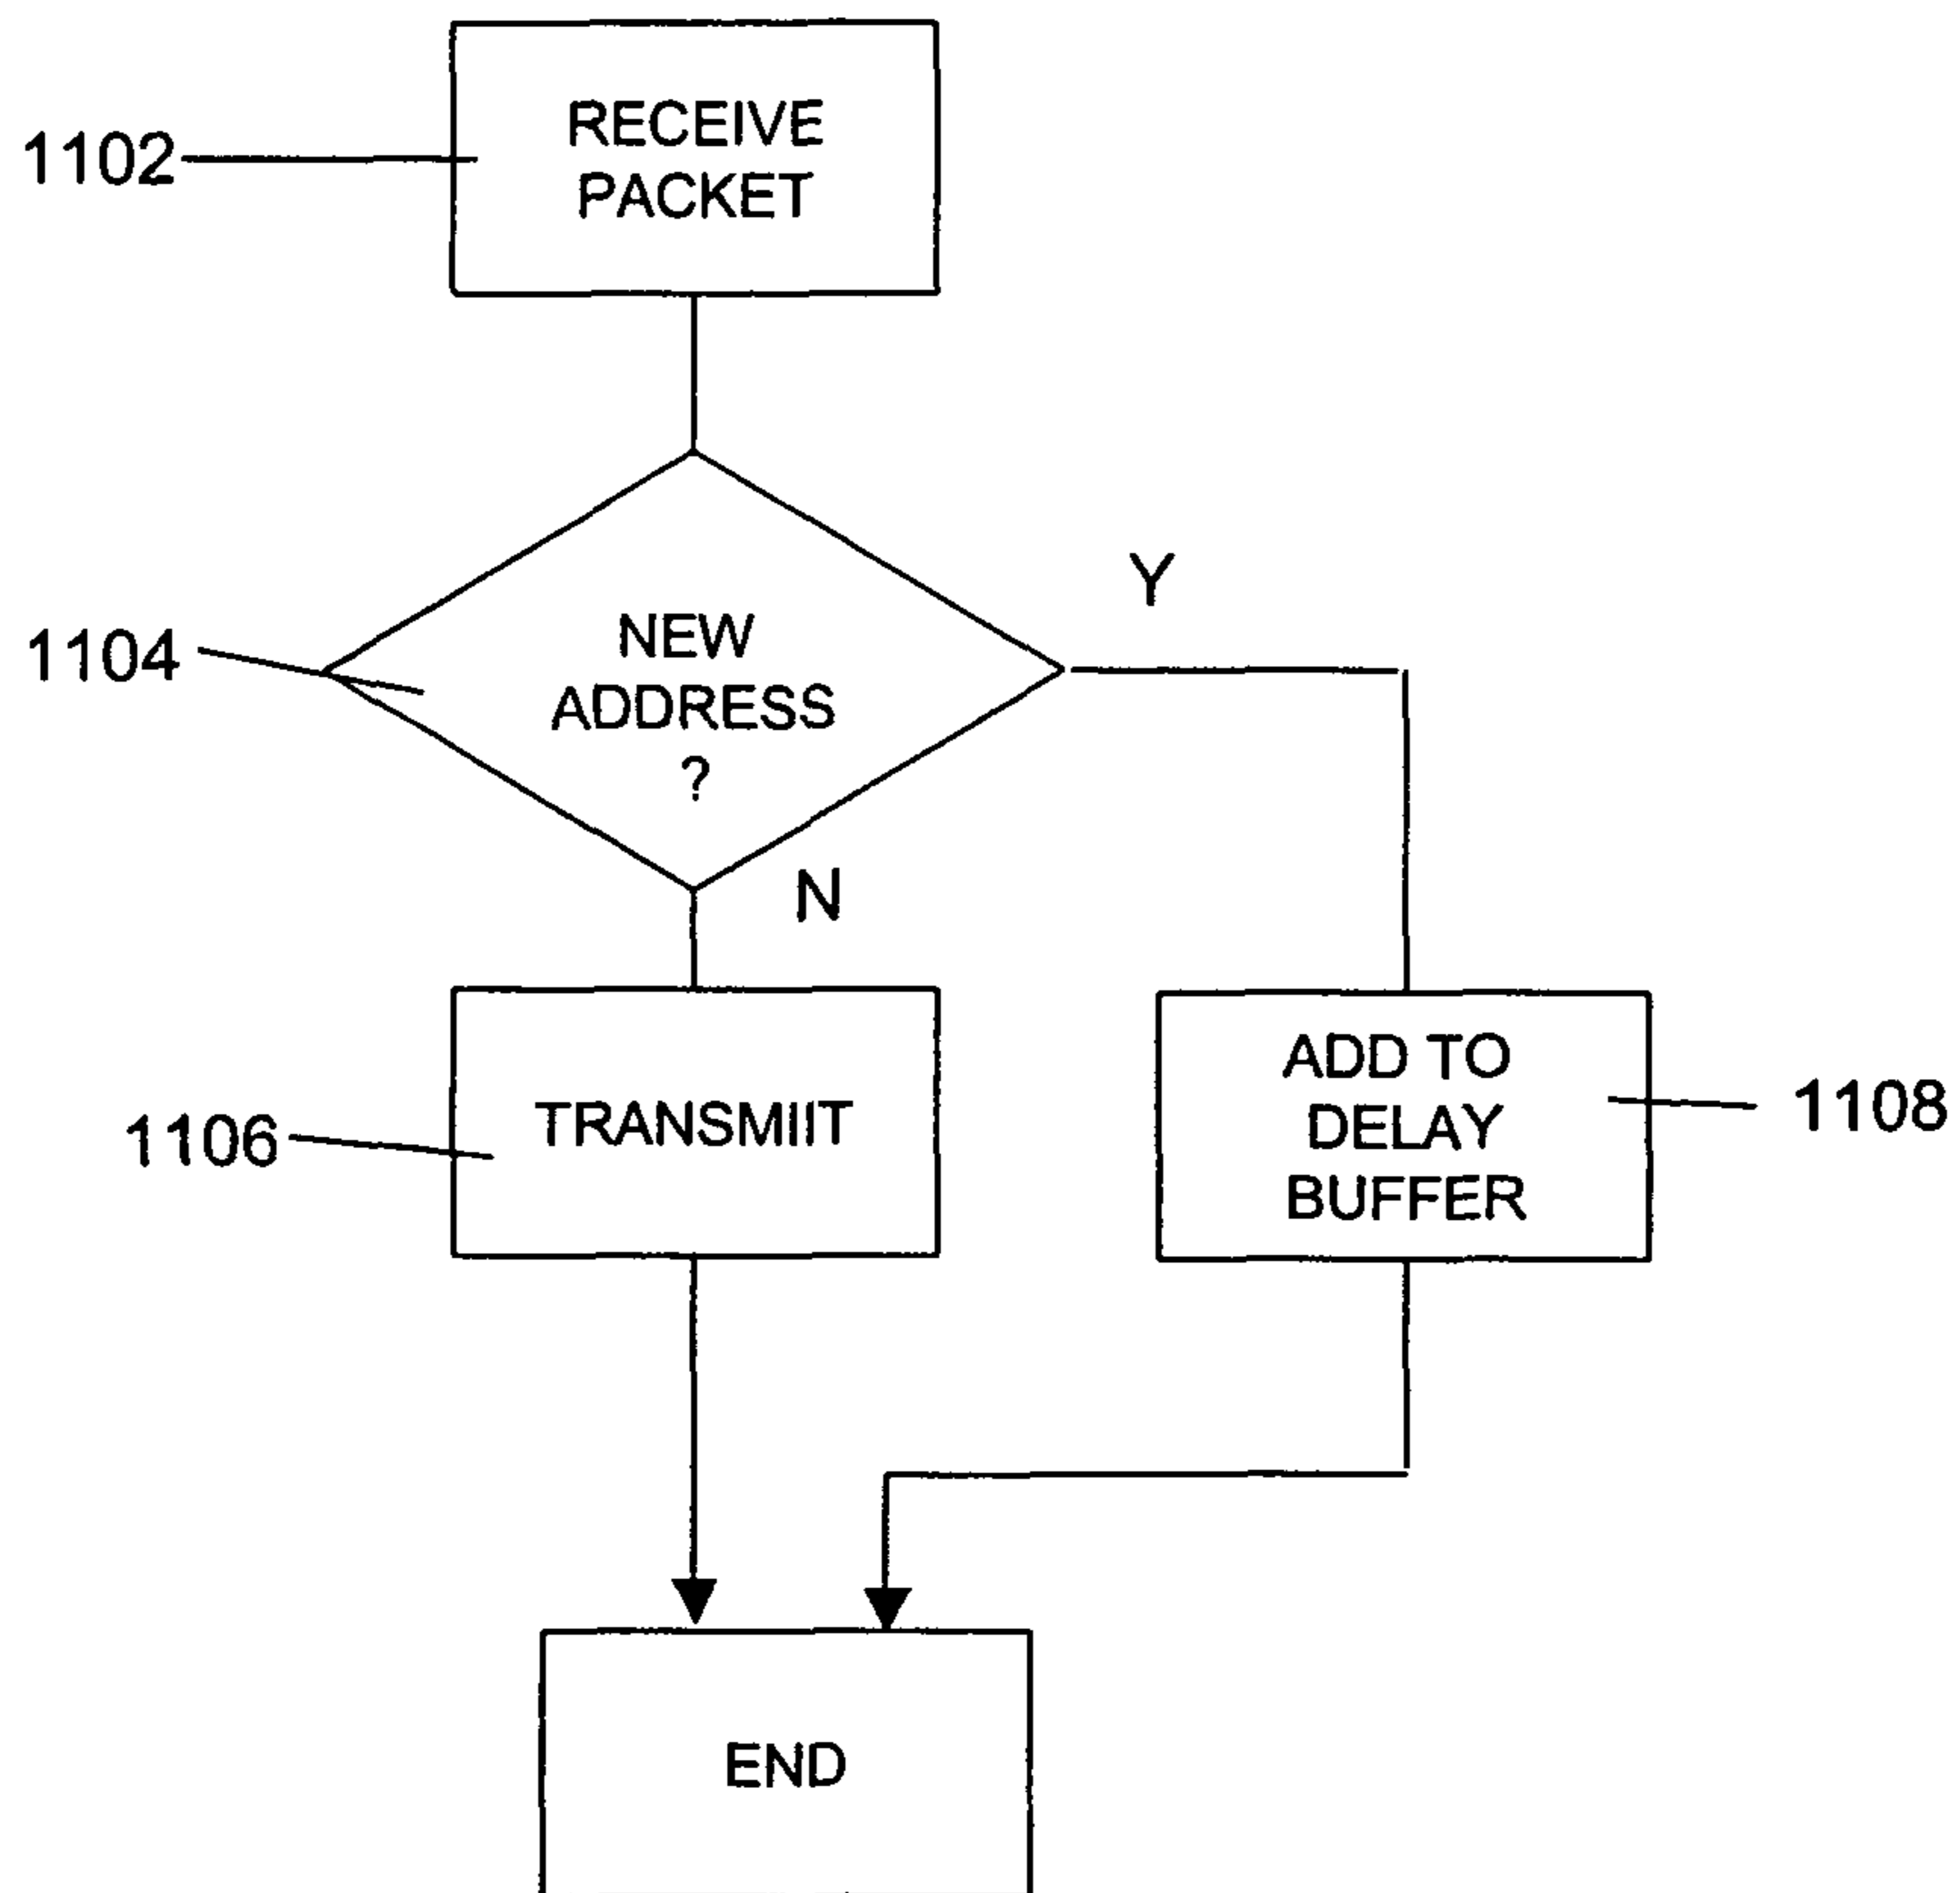 RECEIVE
PACKET
1102
NEW
ADDRESS
?
1104
Y
N
TRANSMIIT
1106
ADD TO
DELAY
BUFFER
1108
END